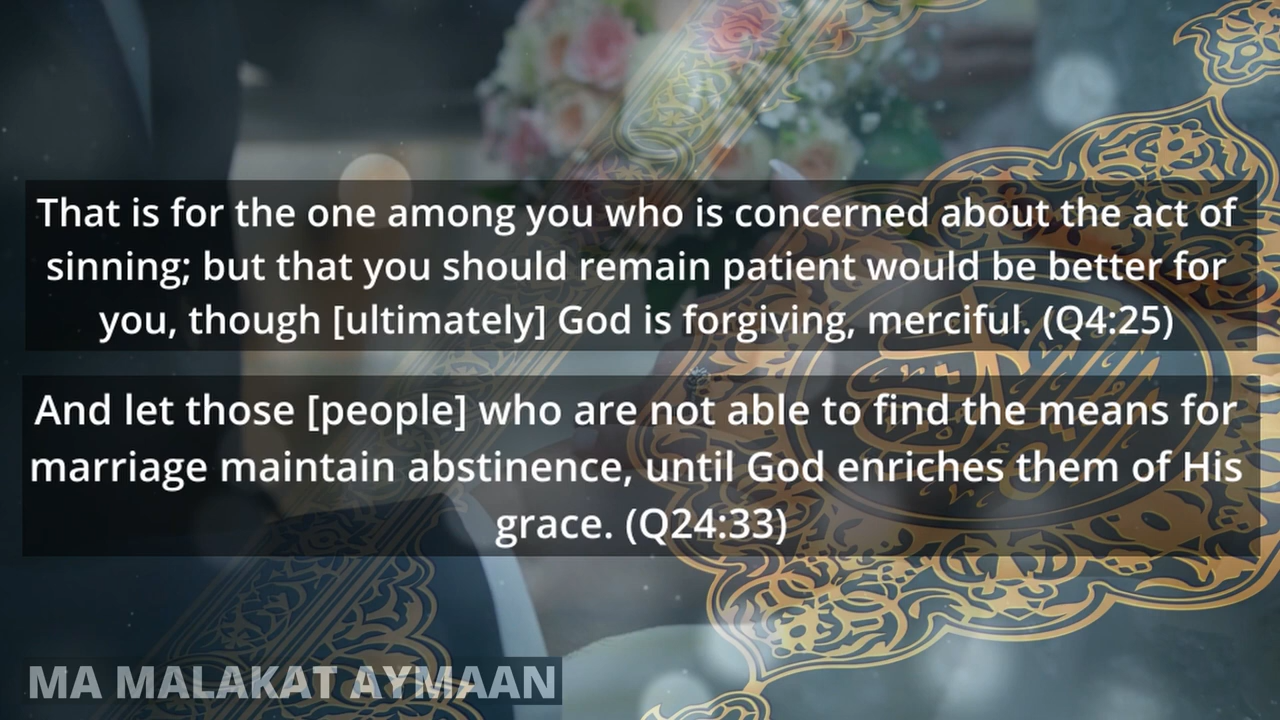 That is for the one among you who is concerned about the act of
sinning; but that you should remain patient would be better for
you, though [ultimately] God is forgiving, merciful. (Q4:25)
And let those [people] who are not able to find the means for
marriage maintain abstinence, until God enriches them of His
grace. (Q24:33)
MA MALAKAT AYMAAN